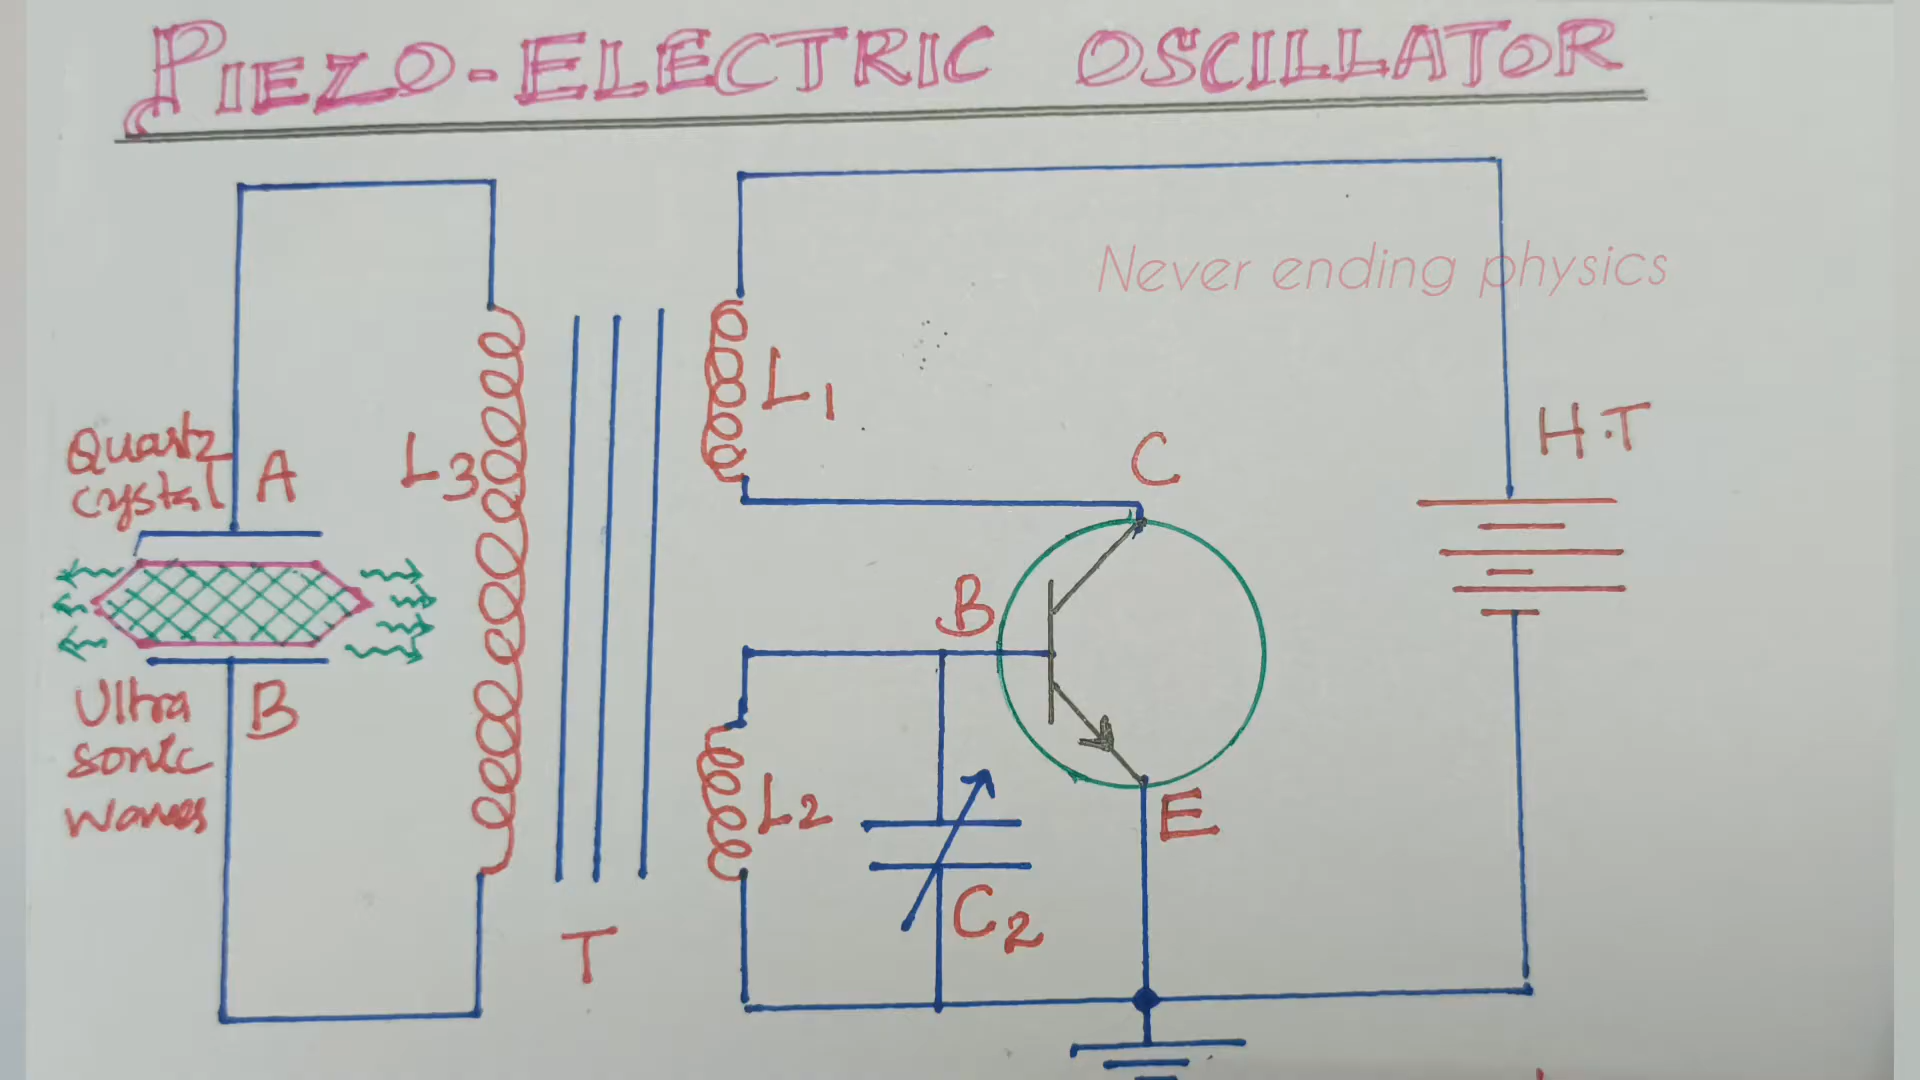 PIEZO-ELECTRIC OSCILLATOR
Never ending physics
H.T
L1
C
Quartz
crystal
A
L3
B
B
Ultra
sonic
waves
L2
E
C2
T